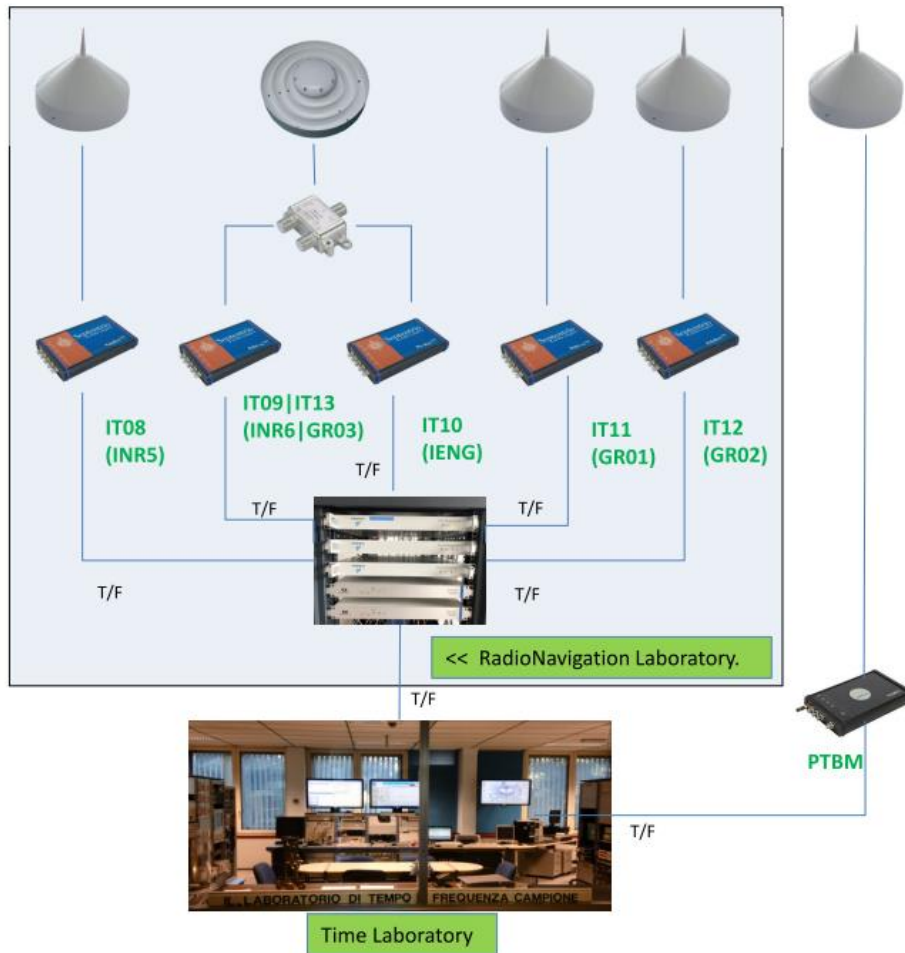 IT08
(INR5)
IT09|IT13
(INR6|GR03)
IT10
(IENG)
IT11
(GR01)
IT12
(GR02)
T/F
T/F
T/F
T/F
T/F
<< RadioNavigation Laboratory.
T/F
PTBM
T/F
IL LABORATORIO DI TEMPO FREQUENZA CAMPIONE
Time Laboratory